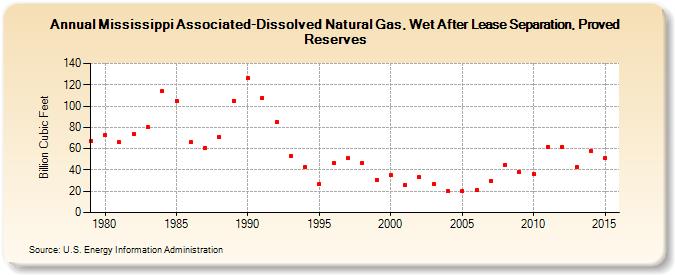 Annual Mississippi Associated-Dissolved Natural Gas, Wet After Lease Separation, Proved
Reserves
Billion Cubic Feet
140
120
100
80
60
40
20
0
1980 1985 1990 1995 2000 2005 2010 2015
Source: U.S. Energy Information Administration